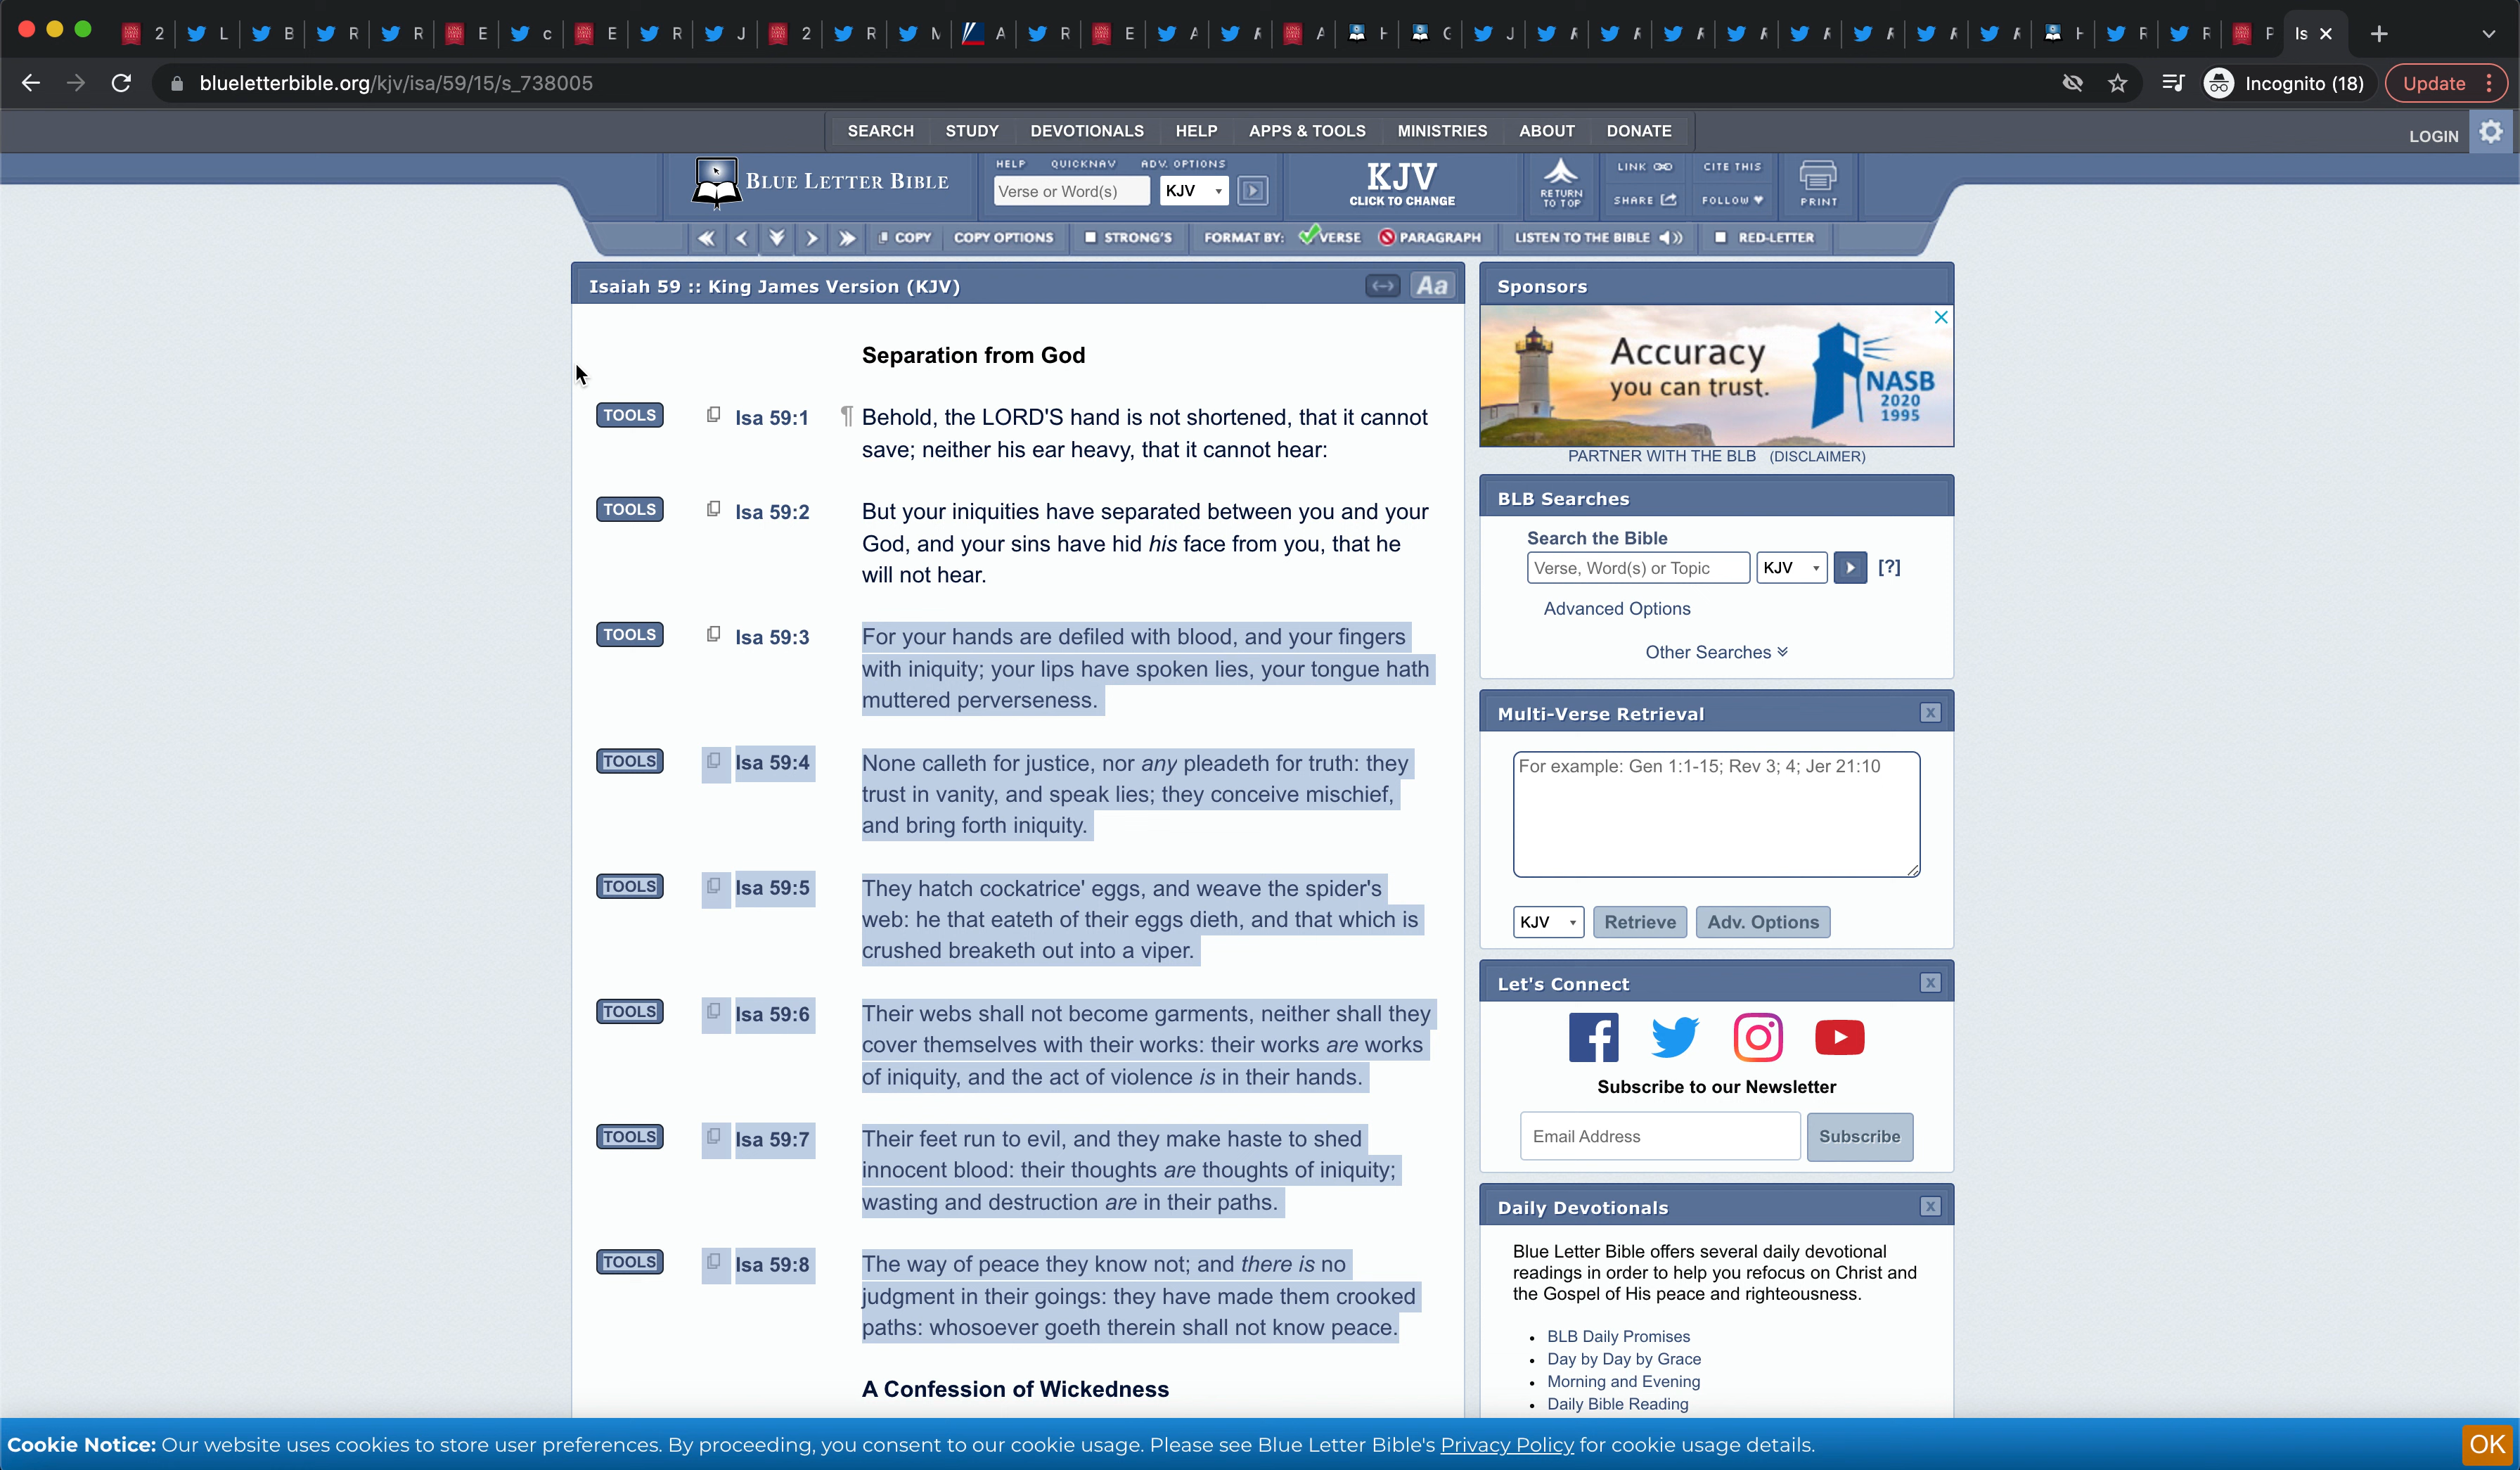 2 L B R R E c E R J 2 R M A R E A R A H G J R R R R R R R R H R R P Is
blueletterbible.org/kjv/isa/59/15/s_738005
Incognito (18)
Update
SEARCH STUDY DEVOTIONALS HELP APPS & TOOLS MINISTRIES ABOUT DONATE
LOGIN
BLUE LETTER BIBLE
HELP QUICKNAV ADV. OPTIONS
Verse or Word(s) KJV
KJV
CLICK TO CHANGE
RETURN
TO TOP
LINK CITE THIS
SHARE FOLLOW
PRINT
COPY COPY OPTIONS STRONG'S FORMAT BY: VERSE PARAGRAPH LISTEN TO THE BIBLE RED-LETTER
Isaiah 59 :: King James Version (KJV)
Aa
Separation from God
TOOLS Isa 59:1 ¶ Behold, the LORD'S hand is not shortened, that it cannot
save; neither his ear heavy, that it cannot hear:
TOOLS Isa 59:2 But your iniquities have separated between you and your
God, and your sins have hid his face from you, that he
will not hear.
TOOLS Isa 59:3 For your hands are defiled with blood, and your fingers
with iniquity; your lips have spoken lies, your tongue hath
muttered perverseness.
TOOLS Isa 59:4 None calleth for justice, nor any pleadeth for truth: they
trust in vanity, and speak lies; they conceive mischief,
and bring forth iniquity.
TOOLS Isa 59:5 They hatch cockatrice' eggs, and weave the spider's
web: he that eateth of their eggs dieth, and that which is
crushed breaketh out into a viper.
TOOLS Isa 59:6 Their webs shall not become garments, neither shall they
cover themselves with their works: their works are works
of iniquity, and the act of violence is in their hands.
TOOLS Isa 59:7 Their feet run to evil, and they make haste to shed
innocent blood: their thoughts are thoughts of iniquity;
wasting and destruction are in their paths.
TOOLS Isa 59:8 The way of peace they know not; and there is no
judgment in their goings: they have made them crooked
paths: whosoever goeth therein shall not know peace.
A Confession of Wickedness
Sponsors
Accuracy
you can trust.
NASB
2020
1995
PARTNER WITH THE BLB (DISCLAIMER)
BLB Searches
Search the Bible
Verse, Word(s) or Topic KJV [?]
Advanced Options
Other Searches
Multi-Verse Retrieval
X
For example: Gen 1:1-15; Rev 3; 4; Jer 21:10
KJV Retrieve Adv. Options
Let's Connect
X
Subscribe to our Newsletter
Email Address Subscribe
Daily Devotionals
X
Blue Letter Bible offers several daily devotional
readings in order to help you refocus on Christ and
the Gospel of His peace and righteousness.
• BLB Daily Promises
• Day by Day by Grace
• Morning and Evening
• Daily Bible Reading
Cookie Notice: Our website uses cookies to store user preferences. By proceeding, you consent to our cookie usage. Please see Blue Letter Bible's Privacy Policy for cookie usage details.
OK